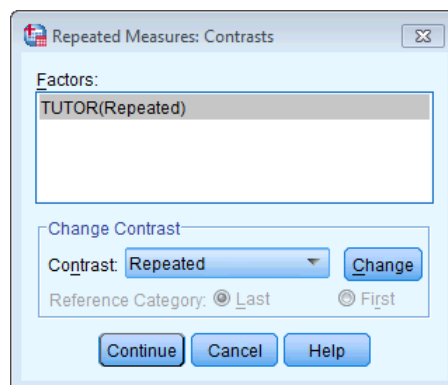 Repeated Measures: Contrasts
Factors:
TUTOR(Repeated)
Change Contrast
Contrast: Repeated Change
Reference Category: Last First
Continue Cancel Help